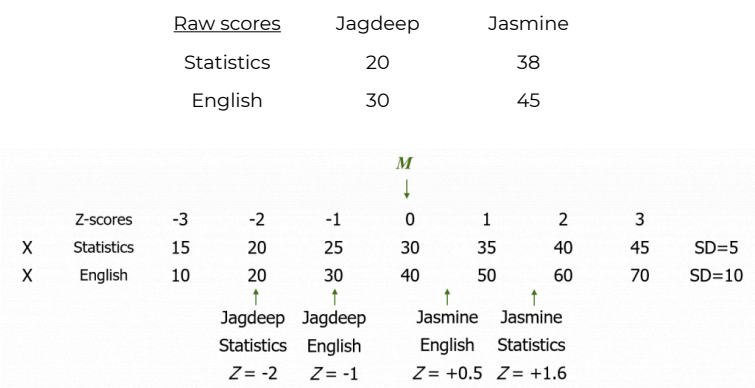 Raw scores Jagdeep Jasmine
Statistics 20 38
English 30 45
M
Z-scores -3 -2 -1 0 1 2 3
X Statistics 15 20 25 30 35 40 45 SD=5
X English 10 20 30 40 50 60 70 SD=10
Jagdeep Jagdeep Jasmine Jasmine
Statistics English English Statistics
Z = -2 Z = -1 Z = +0.5 Z = +1.6